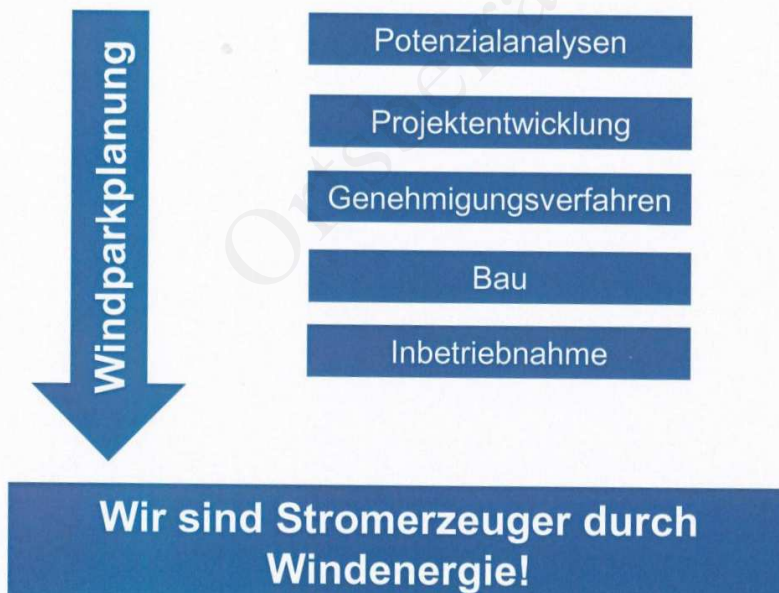 Windparkplanung
Potenzialanalysen
Projektentwicklung
Genehmigungsverfahren
Bau
Inbetriebnahme
Wir sind Stromerzeuger durch
Windenergie!